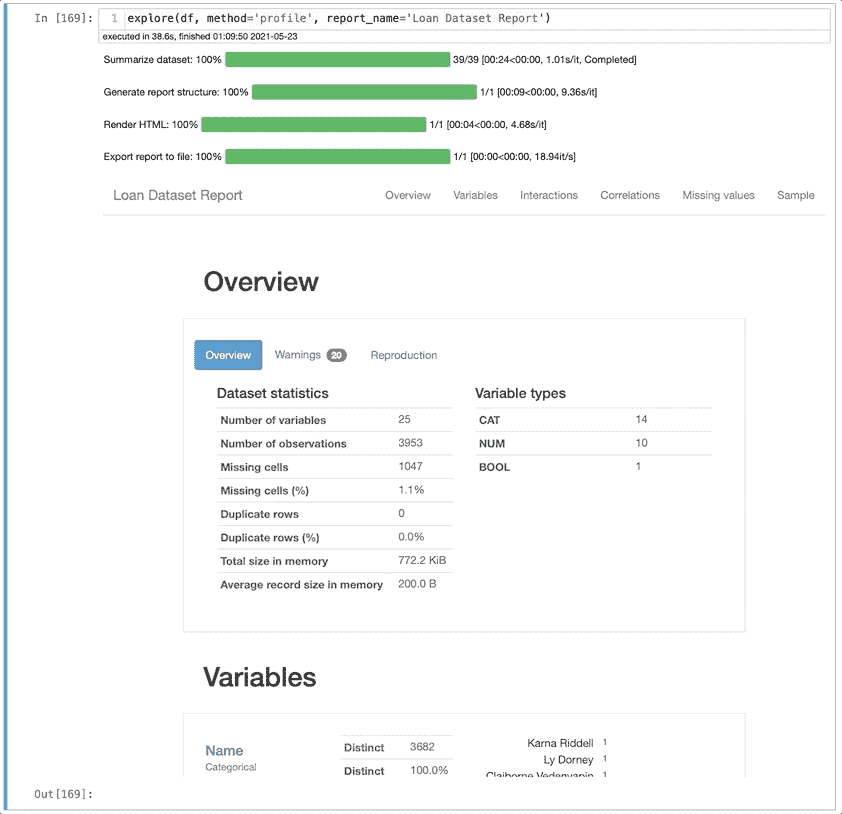 In [169]: 1 explore(df, method='profile', report_name='Loan Dataset Report')
executed in 38.6s, finished 01:09:50 2021-05-23
Summarize dataset: 100% 39/39 [00:24<00:00, 1.01s/it, Completed]
Generate report structure: 100% 1/1 [00:09<00:00, 9.36s/it]
Render HTML: 100% 1/1 [00:04<00:00, 4.68s/it]
Export report to file: 100% 1/1 [00:00<00:00, 18.94it/s]
Loan Dataset Report Overview Variables Interactions Correlations Missing values Sample
Overview
Overview Warnings 20 Reproduction
Dataset statistics
Number of variables 25
Number of observations 3953
Missing cells 1047
Missing cells (%) 1.1%
Duplicate rows 0
Duplicate rows (%) 0.0%
Total size in memory 772.2 KiB
Average record size in memory 200.0 B
Variable types
CAT 14
NUM 10
BOOL 1
Variables
Name
Categorical
Distinct 3682
Distinct 100.0%
Karna Riddell 1
Ly Dorney 1
Claiborne Vedenyapin 1
Out[169]: